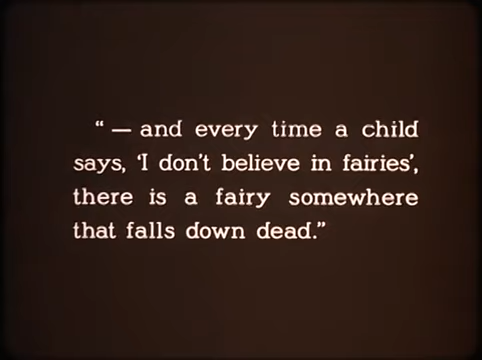 “ — and every time a child
says, ‘I don’t believe in fairies’,
there is a fairy somewhere
that falls down dead.”